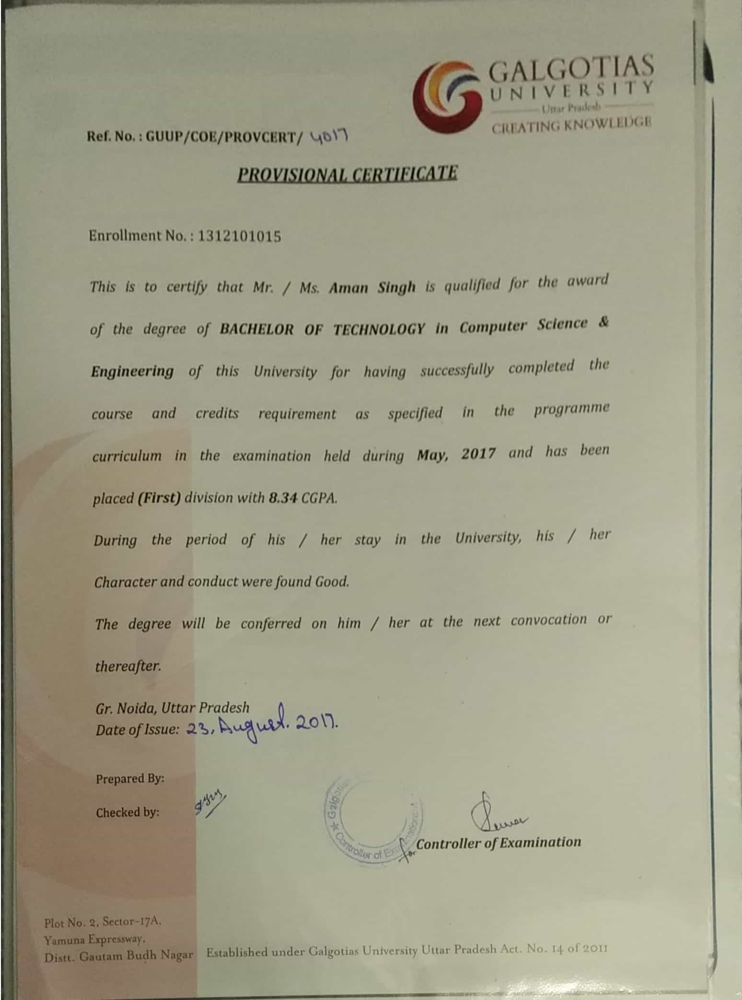 GALGOTIAS
UNIVERSITY
Uttar Pradesh
CREATING KNOWLEDGE
Ref. No. : GUUP/COE/PROVCERT/ 4017
PROVISIONAL CERTIFICATE
Enrollment No. : 1312101015
This is to certify that Mr. / Ms. Aman Singh is qualified for the award
of the degree of BACHELOR OF TECHNOLOGY in Computer Science &
Engineering of this University for having successfully completed the
course and credits requirement as specified in the programme
curriculum in the examination held during May, 2017 and has been
placed (First) division with 8.34 CGPA.
During the period of his / her stay in the University, his / her
Character and conduct were found Good.
The degree will be conferred on him / her at the next convocation or
thereafter.
Gr. Noida, Uttar Pradesh
Date of Issue: 23, August. 2017.
Prepared By:
Checked by:
Galgotias
★ Controller of Examinations
for Controller of Examination
Plot No. 2, Sector-17A,
Yamuna Expressway,
Distt. Gautam Budh Nagar
Established under Galgotias University Uttar Pradesh Act. No. 14 of 2011